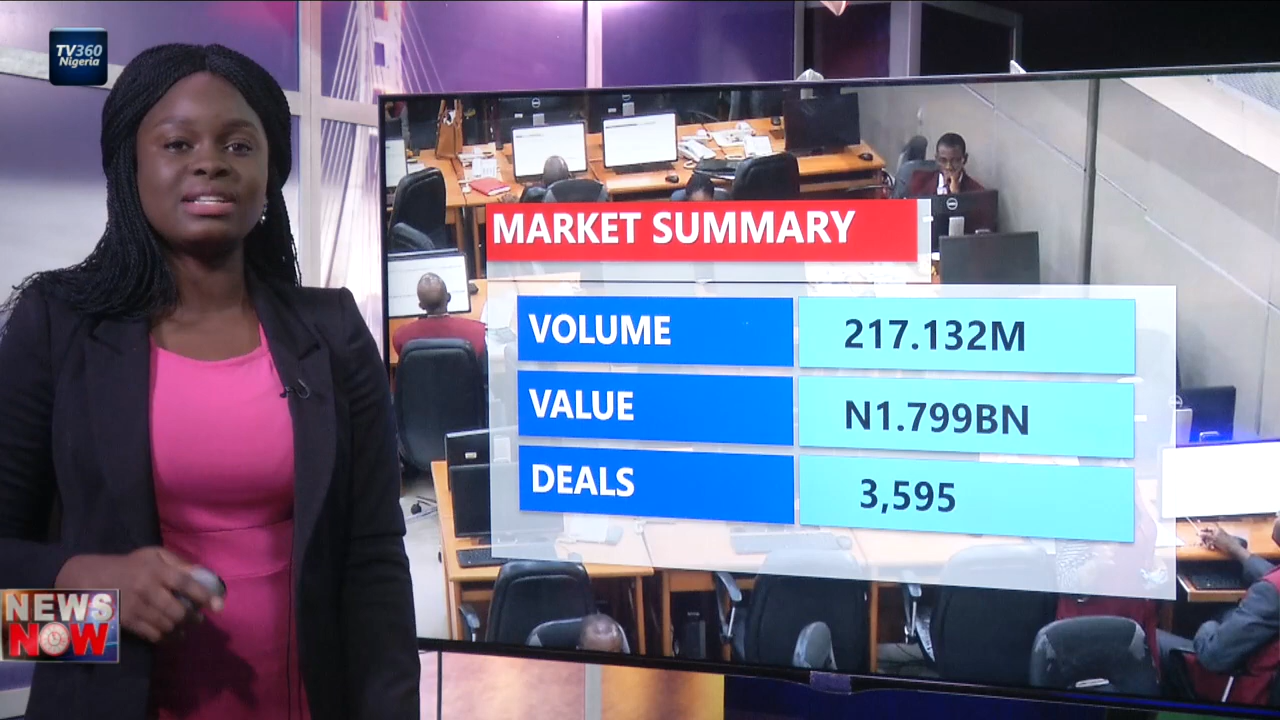 TV360
Nigeria
MARKET SUMMARY
VOLUME 217.132M
VALUE N1.799BN
DEALS 3,595
NEWS
NOW